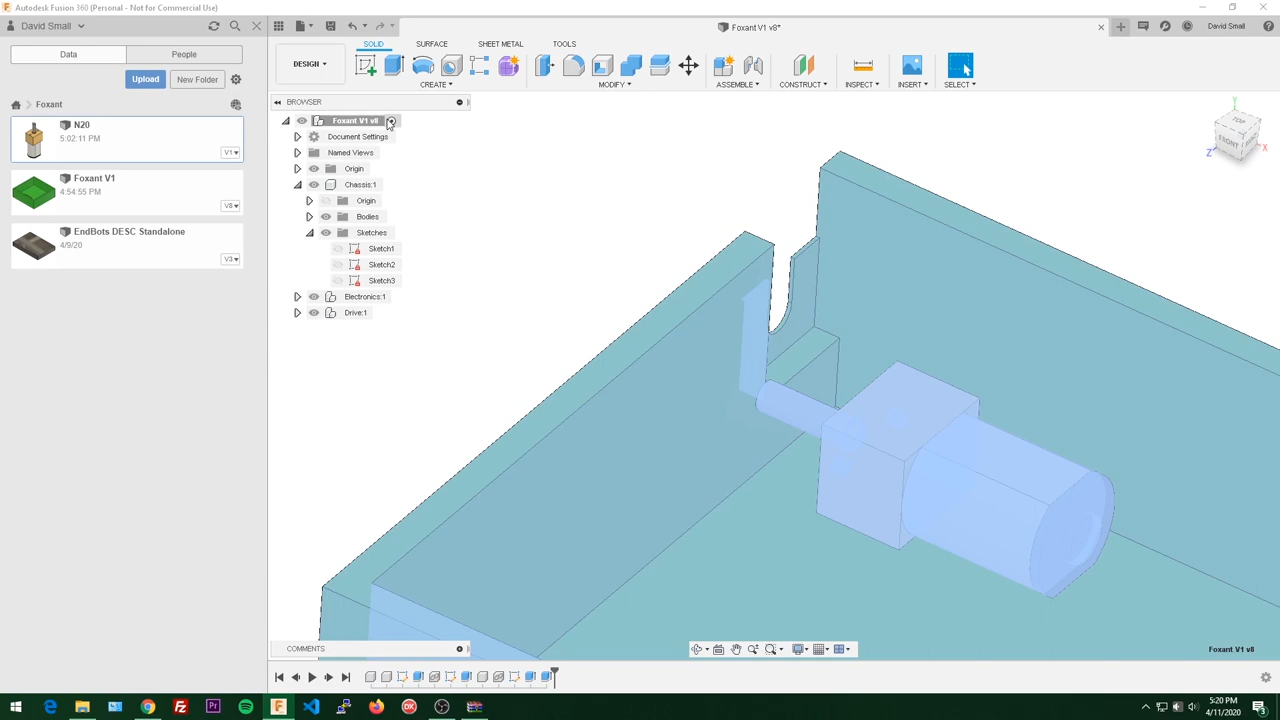 Autodesk Fusion 360 (Personal - Not for Commercial Use)
David Small
Foxant V1 v8*
David Small
Data
People
Upload
New Folder
Foxant
N20
5:02:11 PM
V1
Foxant V1
4:54:55 PM
V8
EndBots DESC Standalone
4/9/20
V3
DESIGN
SOLID
SURFACE
SHEET METAL
TOOLS
CREATE
MODIFY
ASSEMBLE
CONSTRUCT
INSPECT
INSERT
SELECT
BROWSER
Foxant V1 v8
Document Settings
Named Views
Origin
Chassis:1
Origin
Bodies
Sketches
Sketch1
Sketch2
Sketch3
Electronics:1
Drive:1
TOP
FRONT
Y
Z
X
COMMENTS
Foxant V1 v8
5:20 PM
4/11/2020